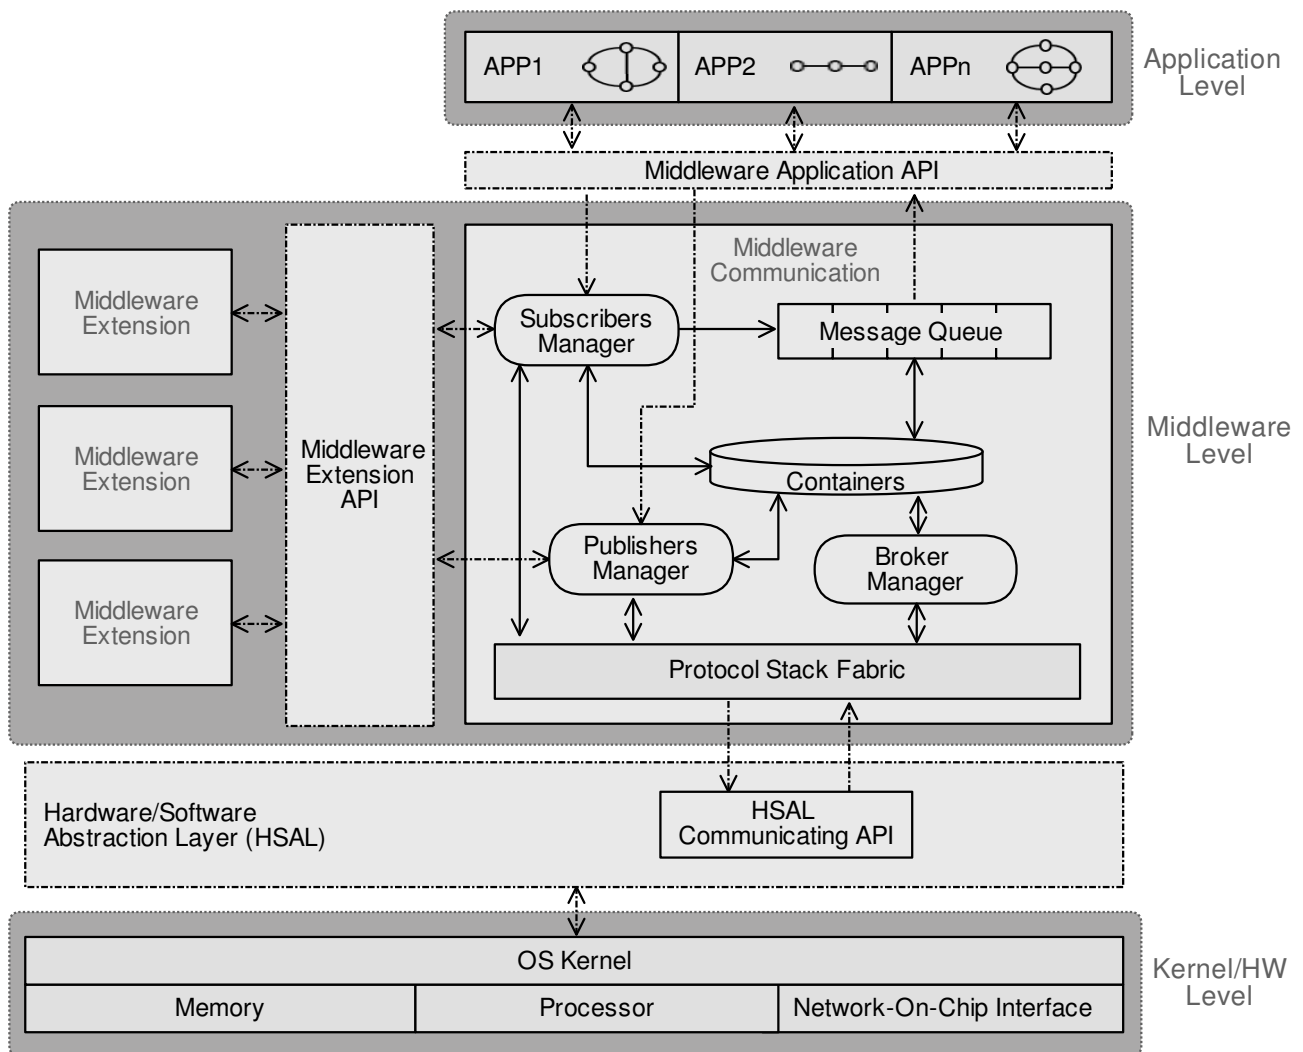 APP1
APP2
APPn
Application
Level
Middleware Application API
Middleware
Communication
Middleware
Extension
Subscribers
Manager
Message Queue
Middleware
Extension
Middleware
Extension
API
Middleware
Level
Containers
Publishers
Manager
Broker
Manager
Middleware
Extension
Protocol Stack Fabric
Hardware/Software
Abstraction Layer (HSAL)
HSAL
Communicating API
OS Kernel
Memory
Processor
Network-On-Chip Interface
Kernel/HW
Level